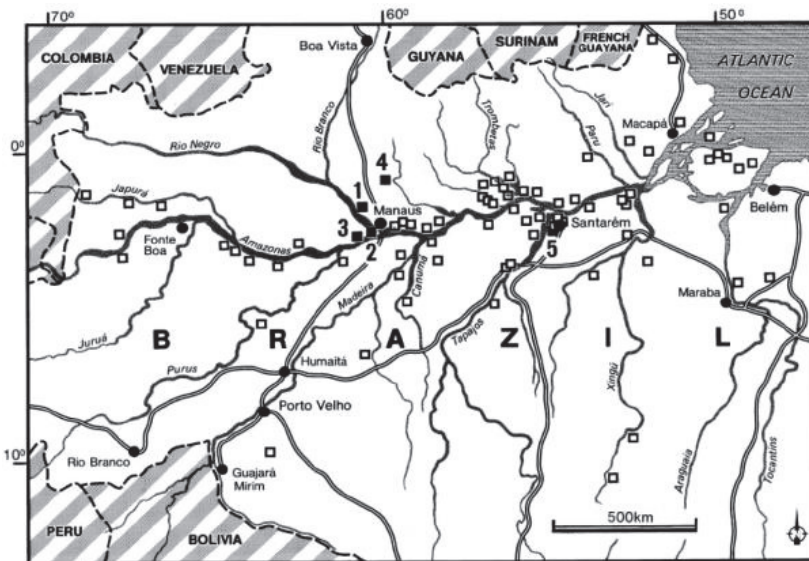 70°
60°
50°
COLOMBIA
VENEZUELA
Boa Vista
GUYANA
SURINAM
FRENCH
GUAYANA
ATLANTIC
OCEAN
Rio Branco
Trombetas
Jari
Paru
Macapá
Rio Negro
0°
Japurá
1
4
Manaus
Santarém
Belém
3
2
5
Fonte
Boa
Amazonas
Madeira
Canumã
Maraba
Juruá
B
R
A
Z
I
L
Purus
Humaitá
Tapajos
Xingú
Porto Velho
Araguaia
Tocantins
10°
Rio Branco
Guajará
Mirim
500km
PERU
BOLIVIA